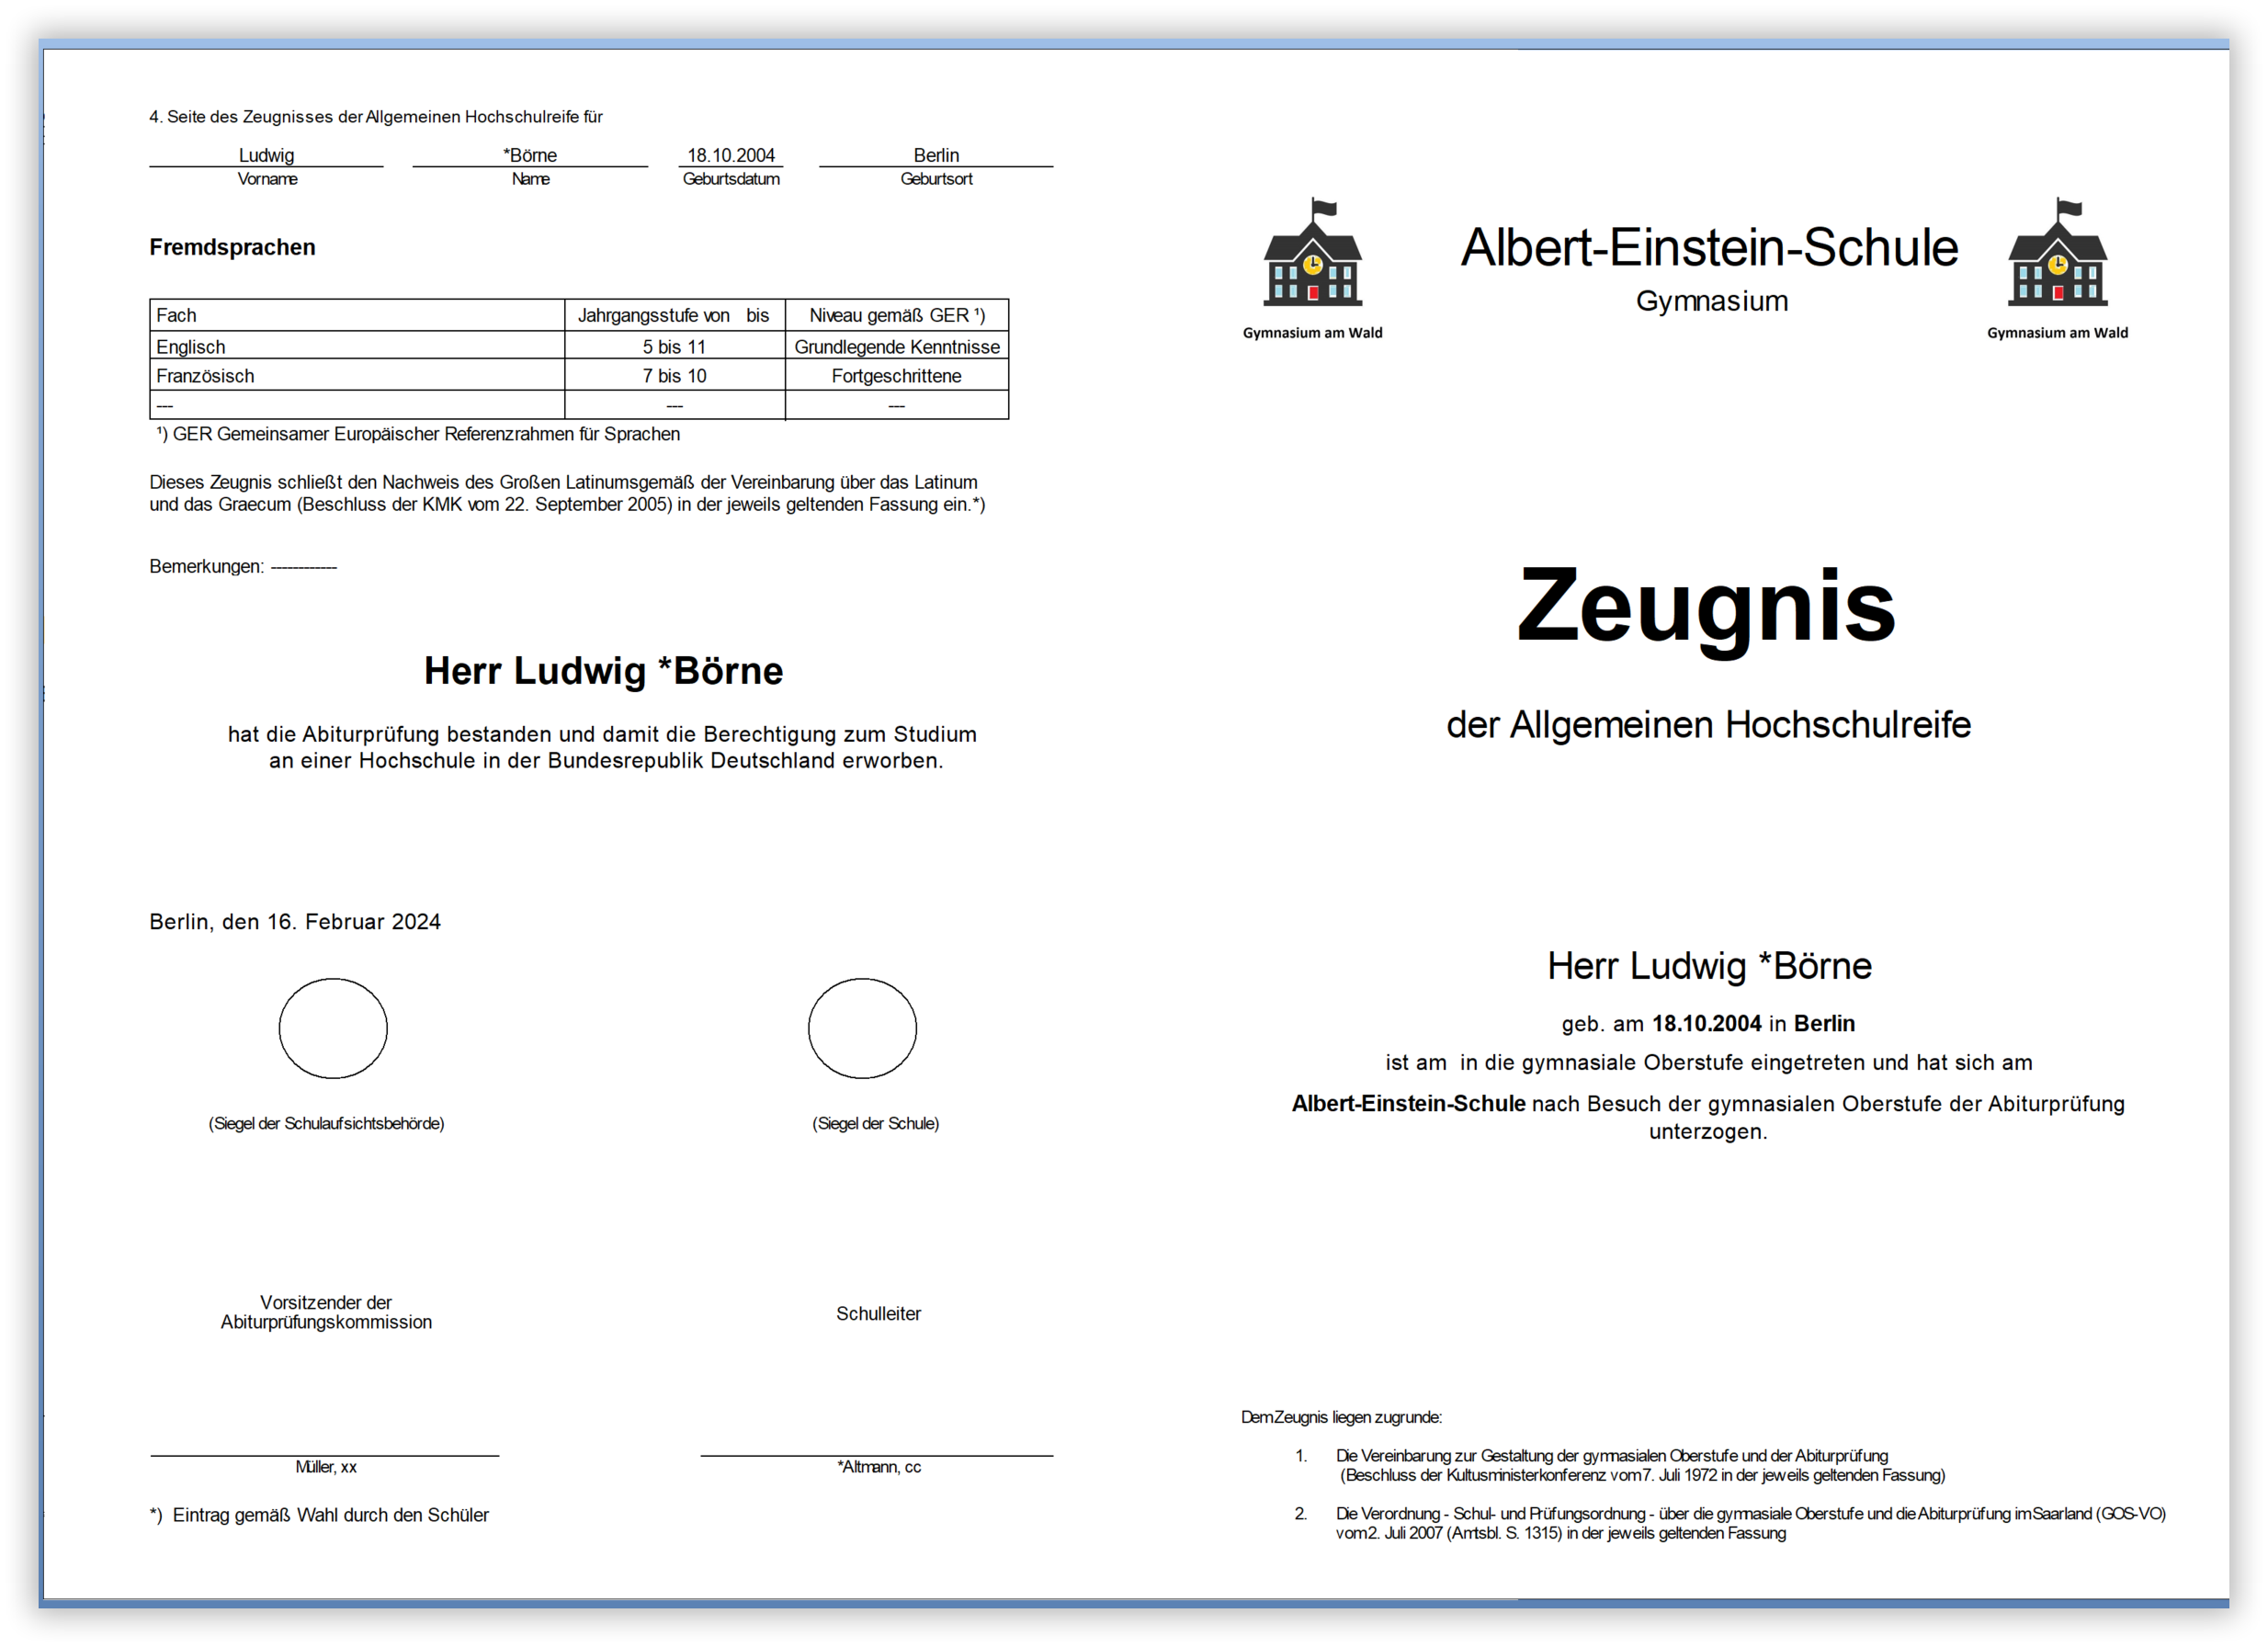 4. Seite des Zeugnisses der Allgemeinen Hochschulreife für
Ludwig *Börne 18.10.2004 Berlin
Vorname Name Geburtsdatum Geburtsort
Fremdsprachen
Fach Jahrgangsstufe von bis Niveau gemäß GER ¹)
Englisch 5 bis 11 Grundlegende Kenntnisse
Französisch 7 bis 10 Fortgeschrittene
--- --- ---
¹) GER Gemeinsamer Europäischer Referenzrahmen für Sprachen
Dieses Zeugnis schließt den Nachweis des Großen Latinumsgemäß der Vereinbarung über das Latinum
und das Graecum (Beschluss der KMK vom 22. September 2005) in der jeweils geltenden Fassung ein.*)
Bemerkungen: ------------
Herr Ludwig *Börne
hat die Abiturprüfung bestanden und damit die Berechtigung zum Studium
an einer Hochschule in der Bundesrepublik Deutschland erworben.
Berlin, den 16. Februar 2024
(Siegel der Schulaufsichtsbehörde) (Siegel der Schule)
Vorsitzender der
Abiturprüfungskommission
Schulleiter
Müller, xx *Altmann, cc
*) Eintrag gemäß Wahl durch den Schüler
Albert-Einstein-Schule
Gymnasium
Gymnasium am Wald Gymnasium am Wald
Zeugnis
der Allgemeinen Hochschulreife
Herr Ludwig *Börne
geb. am 18.10.2004 in Berlin
ist am in die gymnasiale Oberstufe eingetreten und hat sich am
Albert-Einstein-Schule nach Besuch der gymnasialen Oberstufe der Abiturprüfung
unterzogen.
Dem Zeugnis liegen zugrunde:
1. Die Vereinbarung zur Gestaltung der gymnasialen Oberstufe und der Abiturprüfung
(Beschluss der Kultusministerkonferenz vom 7. Juli 1972 in der jeweils geltenden Fassung)
2. Die Verordnung - Schul- und Prüfungsordnung - über die gymnasiale Oberstufe und die Abiturprüfung im Saarland (GOS-VO)
vom 2. Juli 2007 (Amtsbl. S. 1315) in der jeweils geltenden Fassung